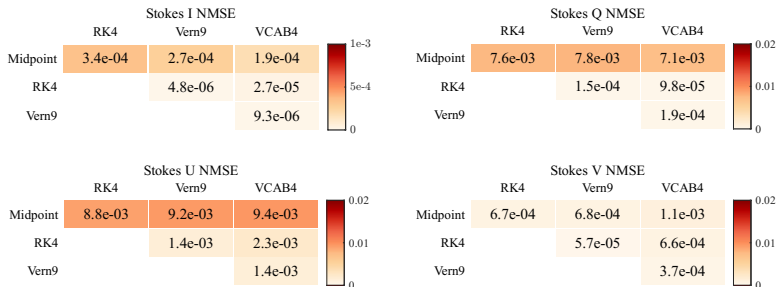 Stokes I NMSE
RK4 Vern9 VCAB4
Midpoint 3.4e-04 2.7e-04 1.9e-04
RK4 4.8e-06 2.7e-05
Vern9 9.3e-06
1e-3
5e-4
0
Stokes Q NMSE
RK4 Vern9 VCAB4
Midpoint 7.6e-03 7.8e-03 7.1e-03
RK4 1.5e-04 9.8e-05
Vern9 1.9e-04
0.02
0.01
0
Stokes U NMSE
RK4 Vern9 VCAB4
Midpoint 8.8e-03 9.2e-03 9.4e-03
RK4 1.4e-03 2.3e-03
Vern9 1.4e-03
0.02
0.01
0
Stokes V NMSE
RK4 Vern9 VCAB4
Midpoint 6.7e-04 6.8e-04 1.1e-03
RK4 5.7e-05 6.6e-04
Vern9 3.7e-04
0.02
0.01
0